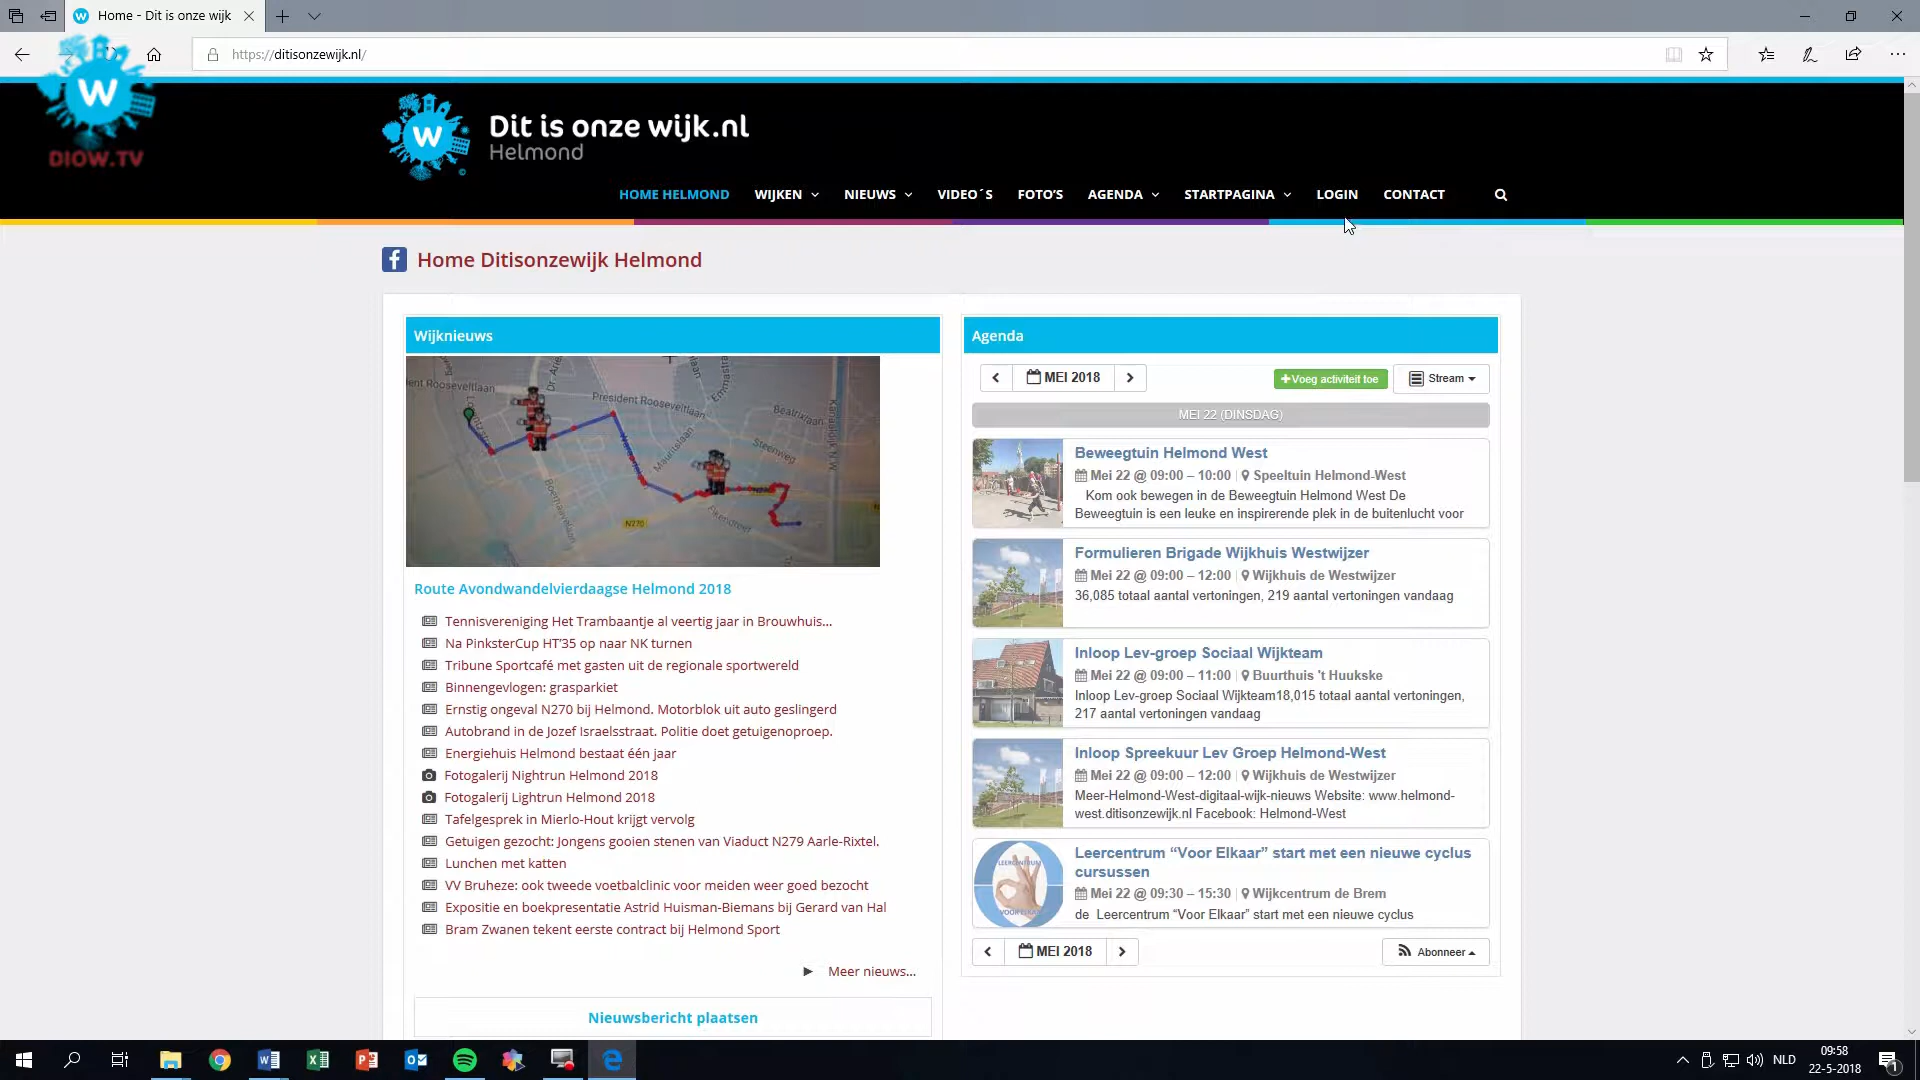 Home - Dit is onze wijk
https://ditisonzewijk.nl/
W
DIOW.TV
W
Dit is onze wijk.nl
Helmond
HOME HELMOND WIJKEN NIEUWS VIDEO´S FOTO'S AGENDA STARTPAGINA LOGIN CONTACT
Home Ditisonzewijk Helmond
Wijknieuws
President Rooseveltlaan
Beatrixlaan
Steenweg
Mauritslaan
N270
Route Avondwandelvierdaagse Helmond 2018
Tennisvereniging Het Trambaantje al veertig jaar in Brouwhuis...
Na PinksterCup HT'35 op naar NK turnen
Tribune Sportcafé met gasten uit de regionale sportwereld
Binnengevlogen: grasparkiet
Ernstig ongeval N270 bij Helmond. Motorblok uit auto geslingerd
Autobrand in de Jozef Israelsstraat. Politie doet getuigenoproep.
Energiehuis Helmond bestaat één jaar
Fotogalerij Nightrun Helmond 2018
Fotogalerij Lightrun Helmond 2018
Tafelgesprek in Mierlo-Hout krijgt vervolg
Getuigen gezocht: Jongens gooien stenen van Viaduct N279 Aarle-Rixtel.
Lunchen met katten
VV Bruheze: ook tweede voetbalclinic voor meiden weer goed bezocht
Expositie en boekpresentatie Astrid Huisman-Biemans bij Gerard van Hal
Bram Zwanen tekent eerste contract bij Helmond Sport
Meer nieuws...
Nieuwsbericht plaatsen
Agenda
MEI 2018
Voeg activiteit toe
Stream
MEI 22 (DINSDAG)
Beweegtuin Helmond West
Mei 22 @ 09:00 – 10:00 | Speeltuin Helmond-West
Kom ook bewegen in de Beweegtuin Helmond West De
Beweegtuin is een leuke en inspirerende plek in de buitenlucht voor
Formulieren Brigade Wijkhuis Westwijzer
Mei 22 @ 09:00 – 12:00 | Wijkhuis de Westwijzer
36,085 totaal aantal vertoningen, 219 aantal vertoningen vandaag
Inloop Lev-groep Sociaal Wijkteam
Mei 22 @ 09:00 – 11:00 | Buurthuis 't Huukske
Inloop Lev-groep Sociaal Wijkteam18,015 totaal aantal vertoningen,
217 aantal vertoningen vandaag
Inloop Spreekuur Lev Groep Helmond-West
Mei 22 @ 09:00 – 12:00 | Wijkhuis de Westwijzer
Meer-Helmond-West-digitaal-wijk-nieuws Website: www.helmond-
west.ditisonzewijk.nl Facebook: Helmond-West
LEERCENTRUM
VOOR ELKAAR
Leercentrum “Voor Elkaar” start met een nieuwe cyclus
cursussen
Mei 22 @ 09:30 – 15:30 | Wijkcentrum de Brem
de Leercentrum “Voor Elkaar” start met een nieuwe cyclus
MEI 2018
Abonneer
NLD
09:58
22-5-2018
1